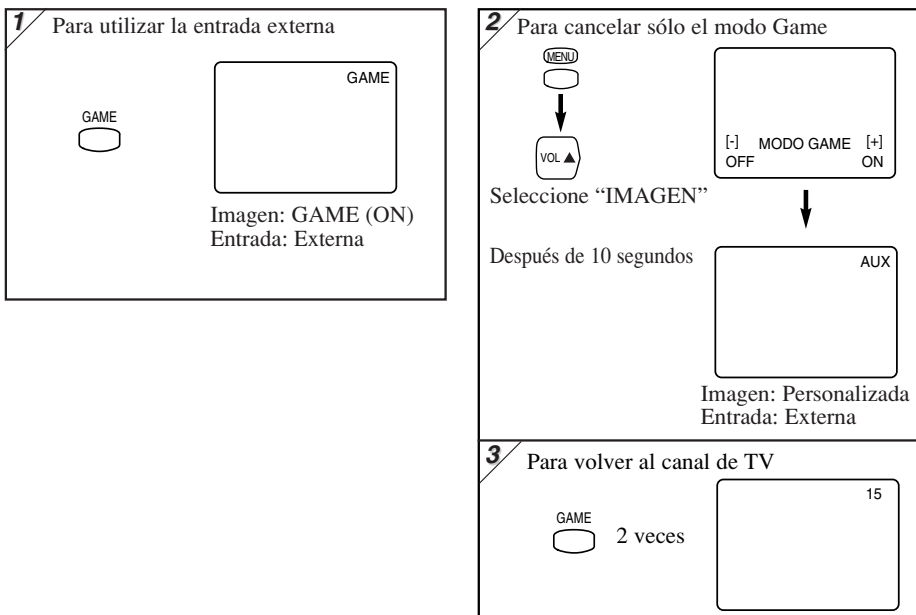 1 Para utilizar la entrada externa
GAME
GAME
Imagen: GAME (ON)
Entrada: Externa
2 Para cancelar sólo el modo Game
MENU
VOL ▲
[-] MODO GAME [+]
OFF ON
Seleccione “IMAGEN”
Después de 10 segundos
AUX
Imagen: Personalizada
Entrada: Externa
3 Para volver al canal de TV
15
GAME
2 veces